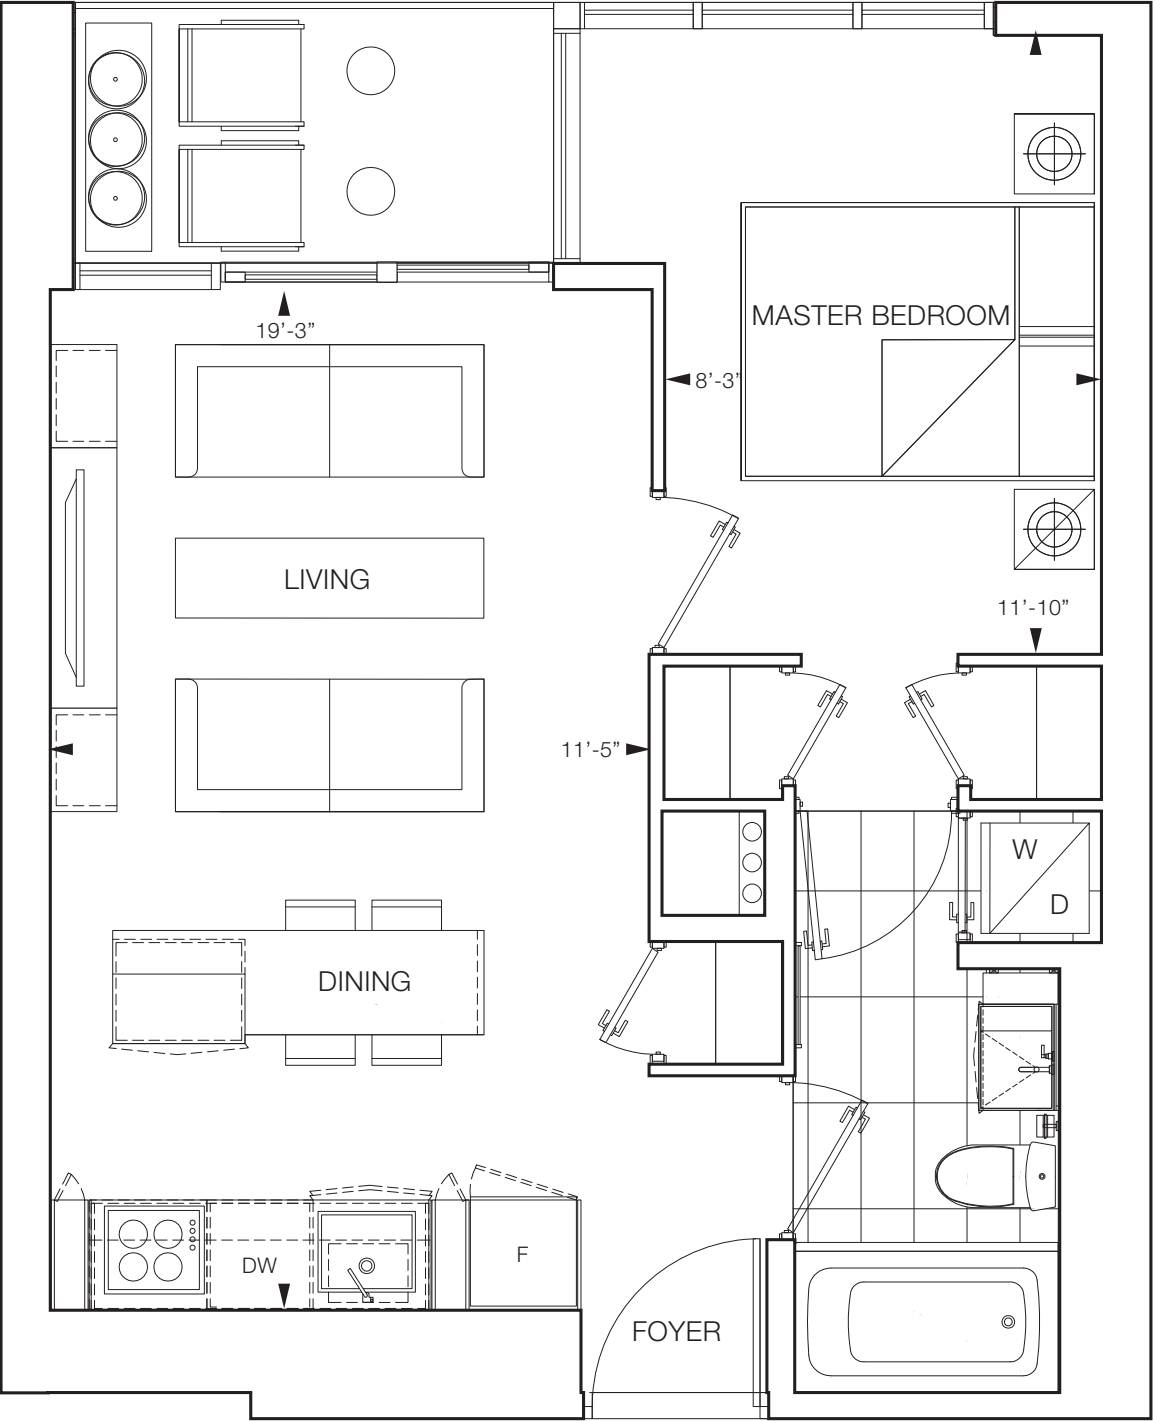 19’-3”
MASTER BEDROOM
8’-3”
LIVING
11’-10”
11’-5”
W
D
DINING
DW
F
FOYER